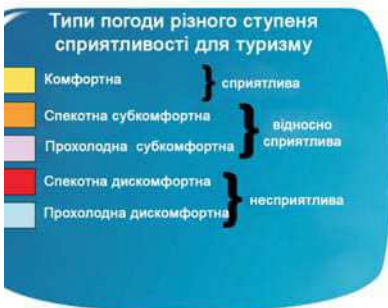 Типи погоди різного ступеня
сприятливості для туризму
Комфортна
сприятлива
Спекотна субкомфортна
Прохолодна субкомфортна
відносно
сприятлива
Спекотна дискомфортна
Прохолодна дискомфортна
несприятлива